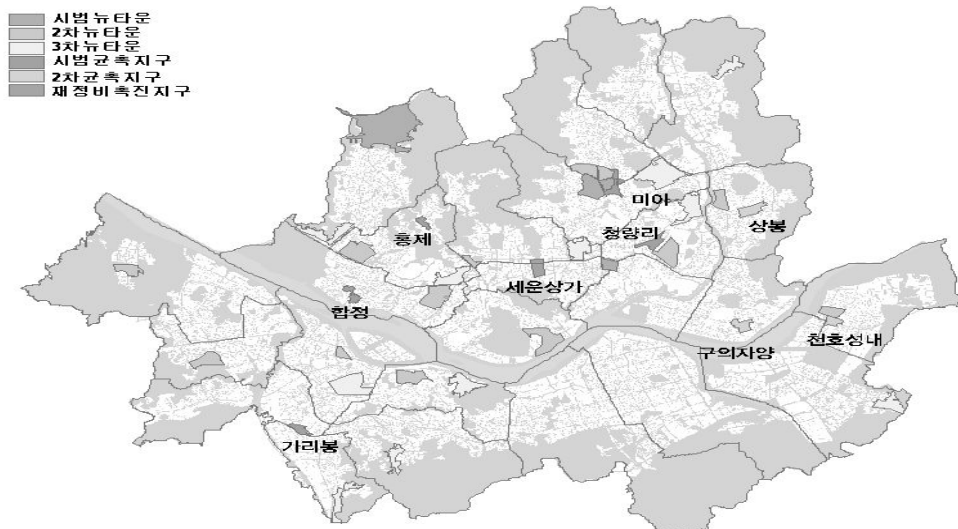 시범뉴타운
2차뉴타운
3차뉴타운
시범균촉지구
2차균촉지구
재정비촉진지구
미아
상봉
청량리
홍제
세운상가
합정
구의자양
천호성내
가리봉